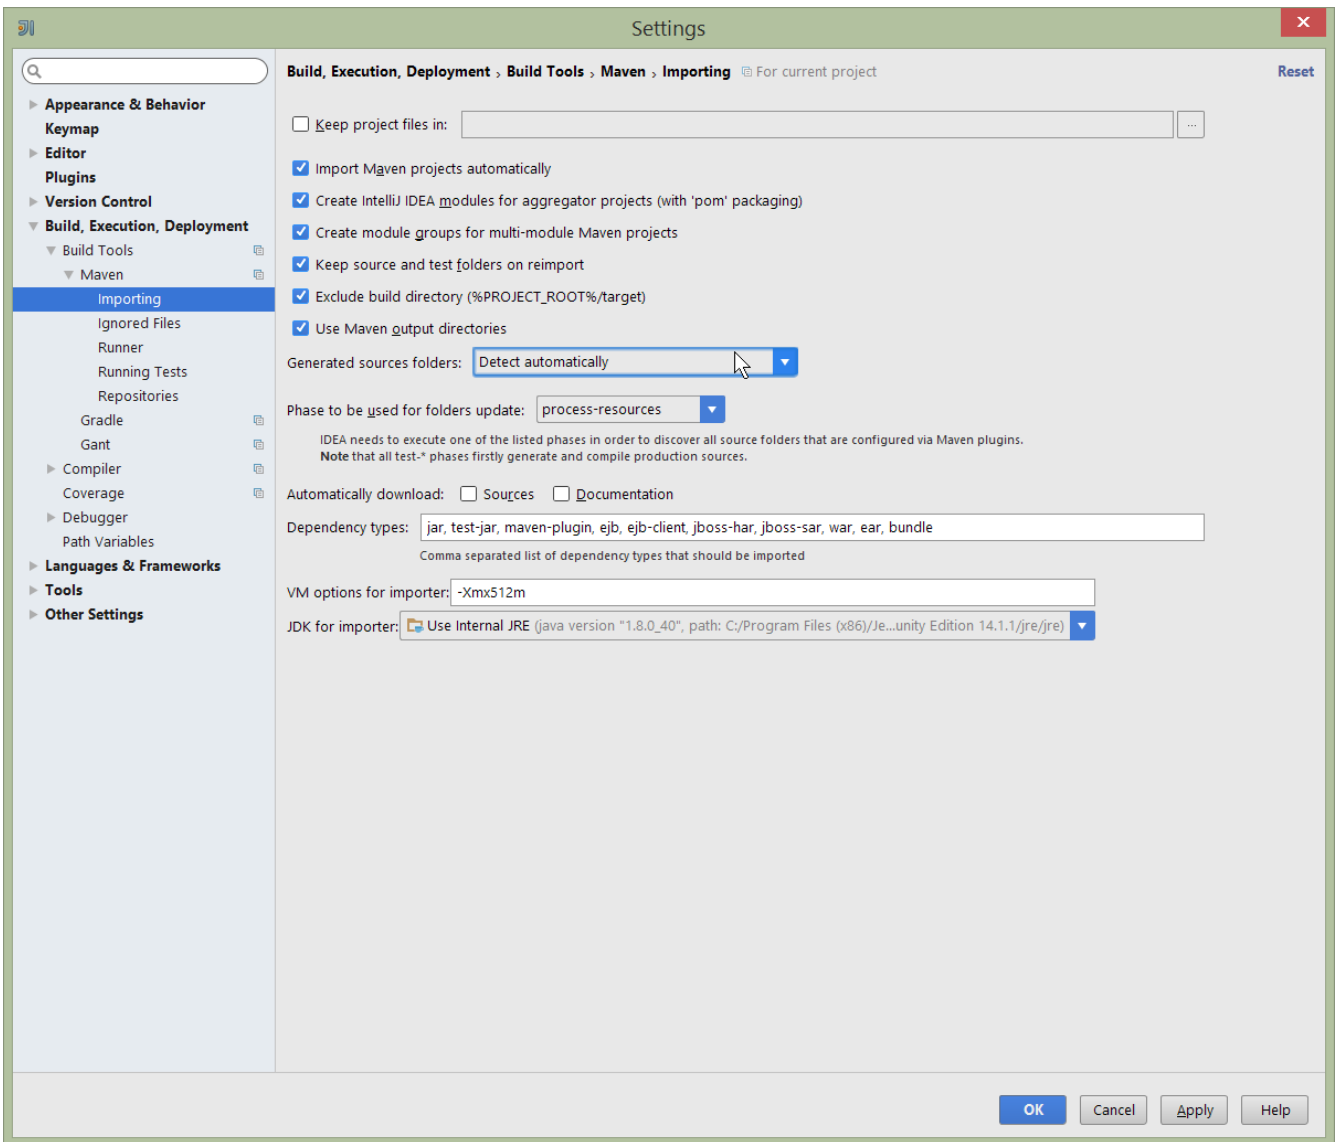 Settings
Build, Execution, Deployment › Build Tools › Maven › Importing For current project Reset
Appearance & Behavior
Keymap
Editor
Plugins
Version Control
Build, Execution, Deployment
Build Tools
Maven
Importing
Ignored Files
Runner
Running Tests
Repositories
Gradle
Gant
Compiler
Coverage
Debugger
Path Variables
Languages & Frameworks
Tools
Other Settings
Keep project files in: ...
Import Maven projects automatically
Create IntelliJ IDEA modules for aggregator projects (with 'pom' packaging)
Create module groups for multi-module Maven projects
Keep source and test folders on reimport
Exclude build directory (%PROJECT_ROOT%/target)
Use Maven output directories
Generated sources folders: Detect automatically
Phase to be used for folders update: process-resources
IDEA needs to execute one of the listed phases in order to discover all source folders that are configured via Maven plugins.
Note that all test-* phases firstly generate and compile production sources.
Automatically download: Sources Documentation
Dependency types: jar, test-jar, maven-plugin, ejb, ejb-client, jboss-har, jboss-sar, war, ear, bundle
Comma separated list of dependency types that should be imported
VM options for importer: -Xmx512m
JDK for importer: Use Internal JRE (java version "1.8.0_40", path: C:/Program Files (x86)/Je...unity Edition 14.1.1/jre/jre)
OK Cancel Apply Help